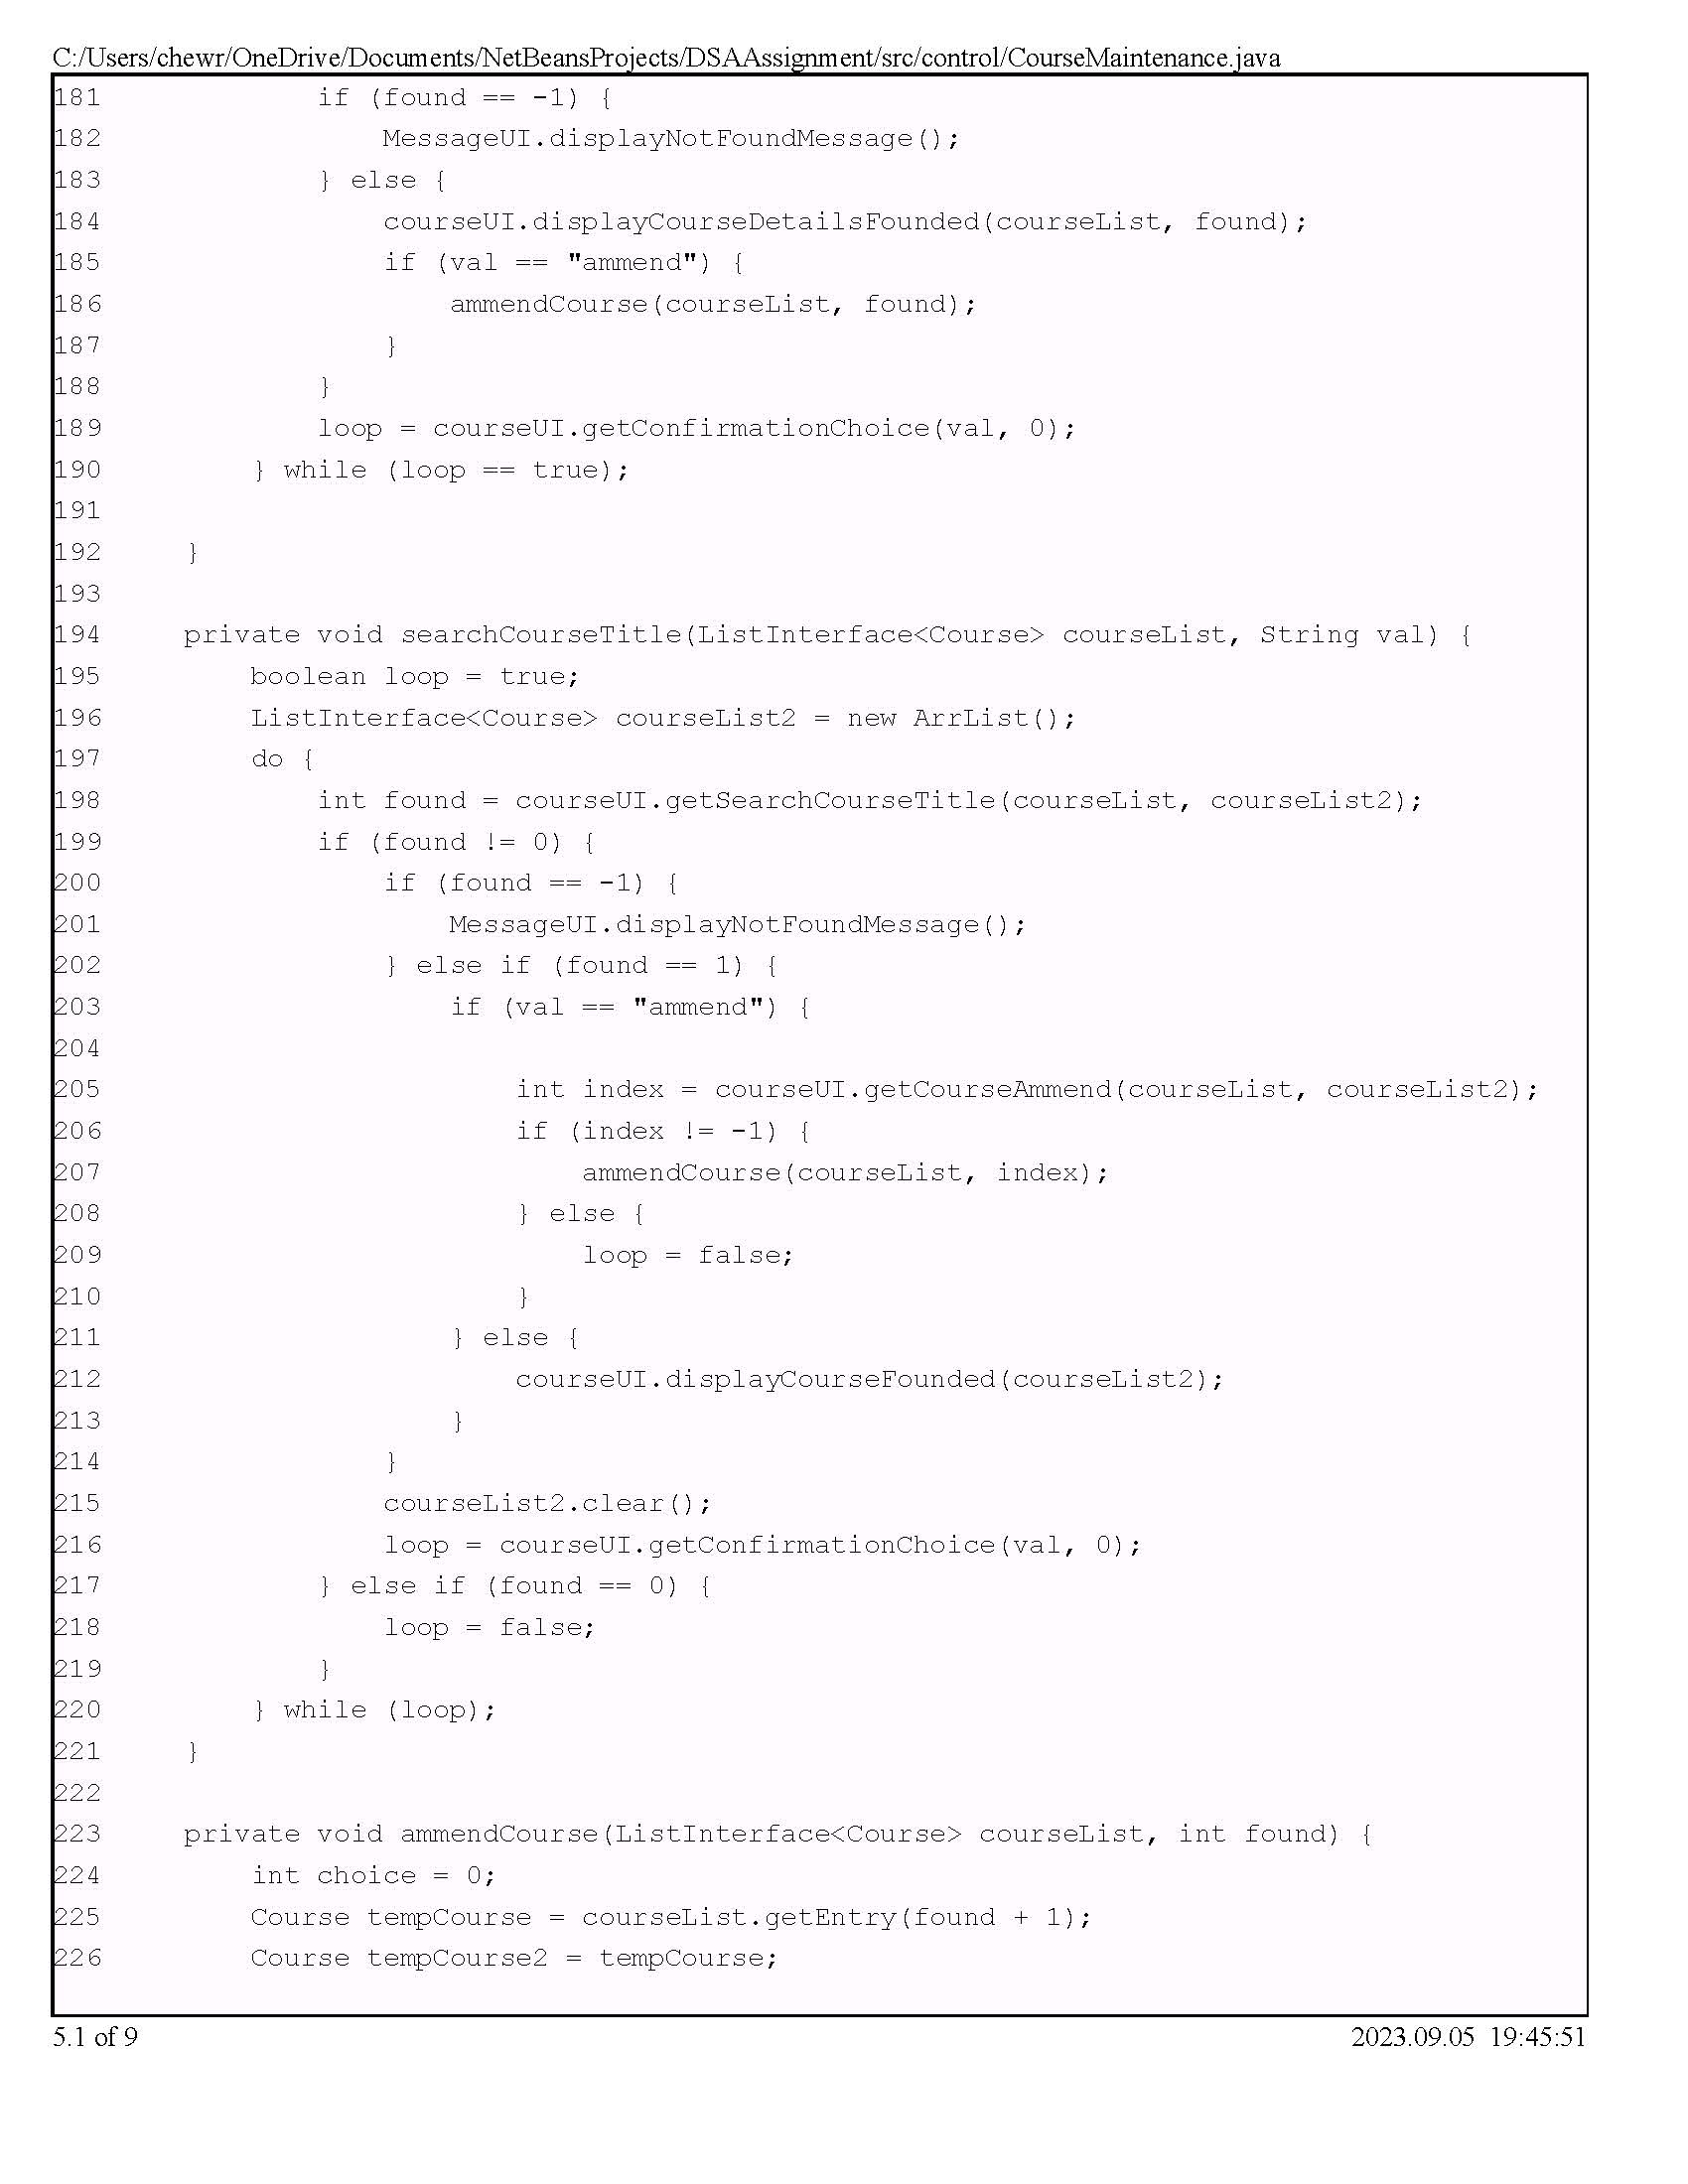 C:/Users/chewr/OneDrive/Documents/NetBeansProjects/DSAAssignment/src/control/CourseMaintenance.java
181             if (found == -1) {
182                 MessageUI.displayNotFoundMessage();
183             } else {
184                 courseUI.displayCourseDetailsFounded(courseList, found);
185                 if (val == "ammend") {
186                     ammendCourse(courseList, found);
187                 }
188             }
189             loop = courseUI.getConfirmationChoice(val, 0);
190         } while (loop == true);
191
192     }
193
194     private void searchCourseTitle(ListInterface<Course> courseList, String val) {
195         boolean loop = true;
196         ListInterface<Course> courseList2 = new ArrList();
197         do {
198             int found = courseUI.getSearchCourseTitle(courseList, courseList2);
199             if (found != 0) {
200                 if (found == -1) {
201                     MessageUI.displayNotFoundMessage();
202                 } else if (found == 1) {
203                     if (val == "ammend") {
204
205                         int index = courseUI.getCourseAmmend(courseList, courseList2);
206                         if (index != -1) {
207                             ammendCourse(courseList, index);
208                         } else {
209                             loop = false;
210                         }
211                     } else {
212                         courseUI.displayCourseFounded(courseList2);
213                     }
214                 }
215                 courseList2.clear();
216                 loop = courseUI.getConfirmationChoice(val, 0);
217             } else if (found == 0) {
218                 loop = false;
219             }
220         } while (loop);
221     }
222
223     private void ammendCourse(ListInterface<Course> courseList, int found) {
224         int choice = 0;
225         Course tempCourse = courseList.getEntry(found + 1);
226         Course tempCourse2 = tempCourse;
5.1 of 9
2023.09.05 19:45:51